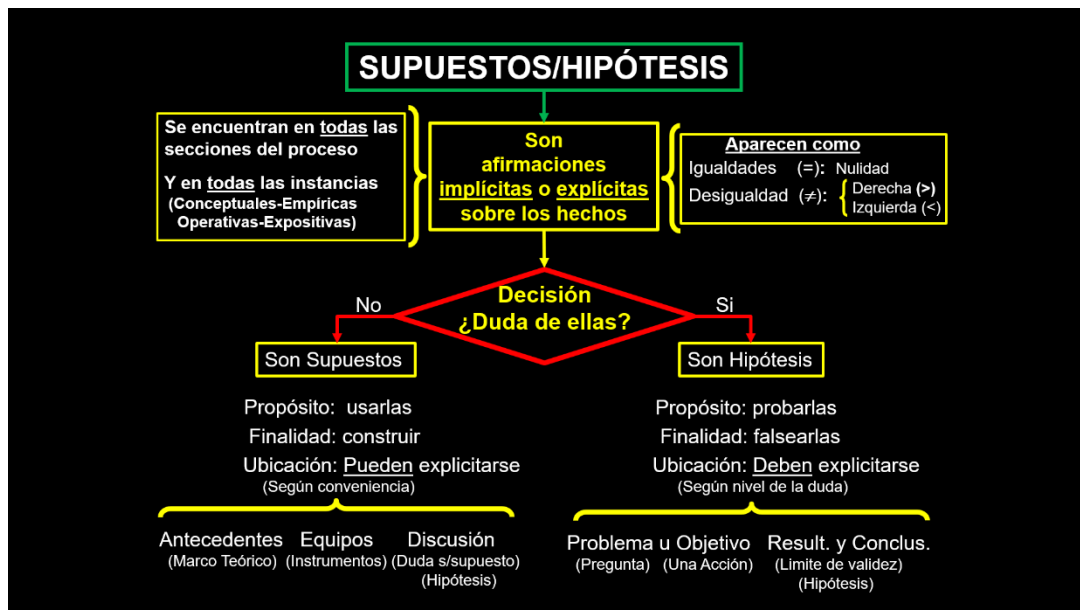 SUPUESTOS/HIPÓTESIS
Se encuentran en todas las
secciones del proceso
Y en todas las instancias
(Conceptuales-Empíricas
Operativas-Expositivas)
Son
afirmaciones
implícitas o explícitas
sobre los hechos
Aparecen como
Igualdades (=): Nulidad
Desigualdad (≠):
Derecha (>)
Izquierda (<)
Decisión
¿Duda de ellas?
No
Si
Son Supuestos
Propósito: usarlas
Finalidad: construir
Ubicación: Pueden explicitarse
(Según conveniencia)
Antecedentes
(Marco Teórico)
Equipos
(Instrumentos)
Discusión
(Duda s/supuesto)
(Hipótesis)
Son Hipótesis
Propósito: probarlas
Finalidad: falsearlas
Ubicación: Deben explicitarse
(Según nivel de la duda)
Problema u Objetivo
(Pregunta) (Una Acción)
Result. y Conclus.
(Limite de validez)
(Hipótesis)